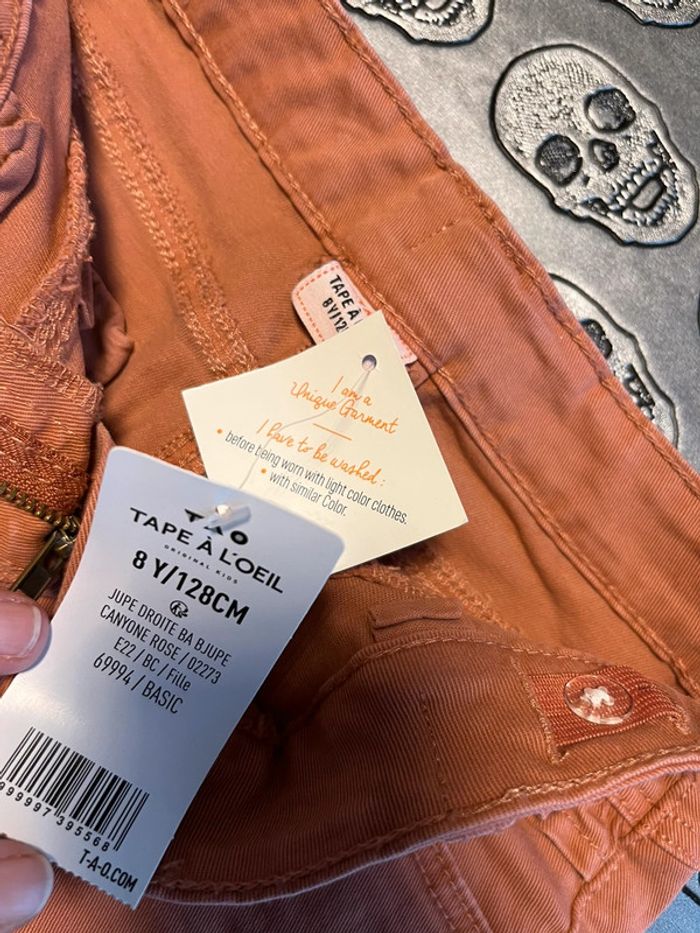 TAPE À
8Y/12
I am a
Unique Garment
I have to be washed :
• before being worn with light color clothes.
• with similar Color.
TAO
TAPE À L'OEIL
ORIGINAL KIDS
8 Y/128CM
JUPE DROITE BA BJUPE
CANYONE ROSE / 02273
E22 / BC / Fille
69994 / BASIC
999997 395568
T-A-O.COM